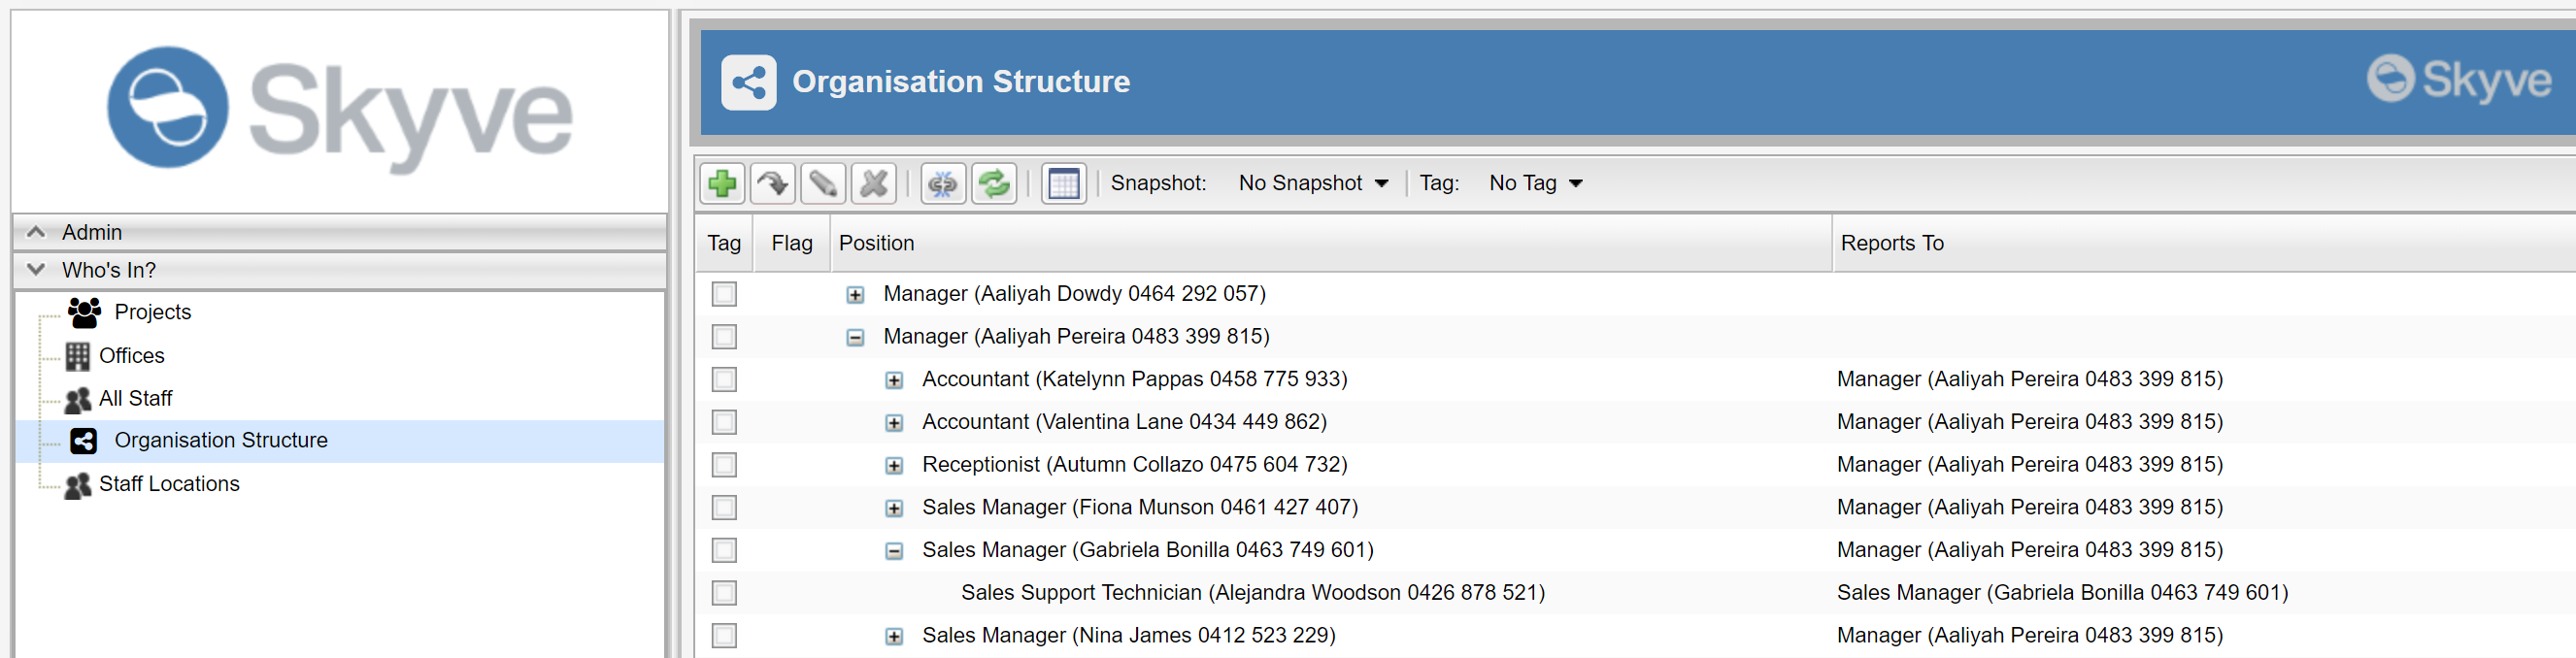 Skyve
Admin
Who's In?
Projects
Offices
All Staff
Organisation Structure
Staff Locations
Organisation Structure
Skyve
Snapshot: No Snapshot Tag: No Tag
Tag Flag Position Reports To
Manager (Aaliyah Dowdy 0464 292 057)
Manager (Aaliyah Pereira 0483 399 815)
Accountant (Katelynn Pappas 0458 775 933) Manager (Aaliyah Pereira 0483 399 815)
Accountant (Valentina Lane 0434 449 862) Manager (Aaliyah Pereira 0483 399 815)
Receptionist (Autumn Collazo 0475 604 732) Manager (Aaliyah Pereira 0483 399 815)
Sales Manager (Fiona Munson 0461 427 407) Manager (Aaliyah Pereira 0483 399 815)
Sales Manager (Gabriela Bonilla 0463 749 601) Manager (Aaliyah Pereira 0483 399 815)
Sales Support Technician (Alejandra Woodson 0426 878 521) Sales Manager (Gabriela Bonilla 0463 749 601)
Sales Manager (Nina James 0412 523 229) Manager (Aaliyah Pereira 0483 399 815)